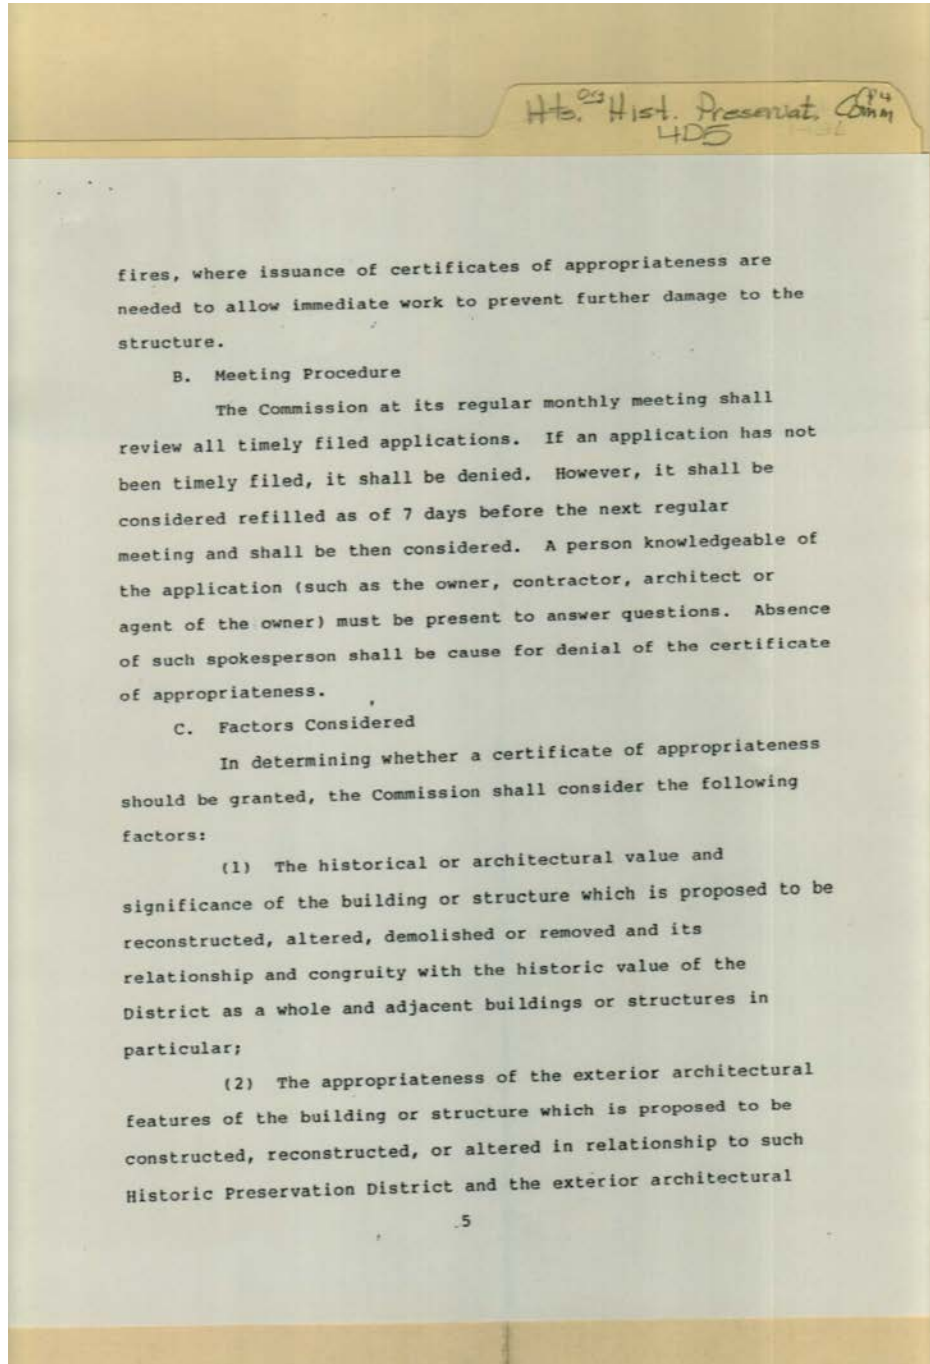 Hts. Org Hist. Preservat. Comm
4D5
fires, where issuance of certificates of appropriateness are
needed to allow immediate work to prevent further damage to the
structure.
B. Meeting Procedure
The Commission at its regular monthly meeting shall
review all timely filed applications. If an application has not
been timely filed, it shall be denied. However, it shall be
considered refilled as of 7 days before the next regular
meeting and shall be then considered. A person knowledgeable of
the application (such as the owner, contractor, architect or
agent of the owner) must be present to answer questions. Absence
of such spokesperson shall be cause for denial of the certificate
of appropriateness.
C. Factors Considered
In determining whether a certificate of appropriateness
should be granted, the Commission shall consider the following
factors:
(1) The historical or architectural value and
significance of the building or structure which is proposed to be
reconstructed, altered, demolished or removed and its
relationship and congruity with the historic value of the
District as a whole and adjacent buildings or structures in
particular;
(2) The appropriateness of the exterior architectural
features of the building or structure which is proposed to be
constructed, reconstructed, or altered in relationship to such
Historic Preservation District and the exterior architectural
5